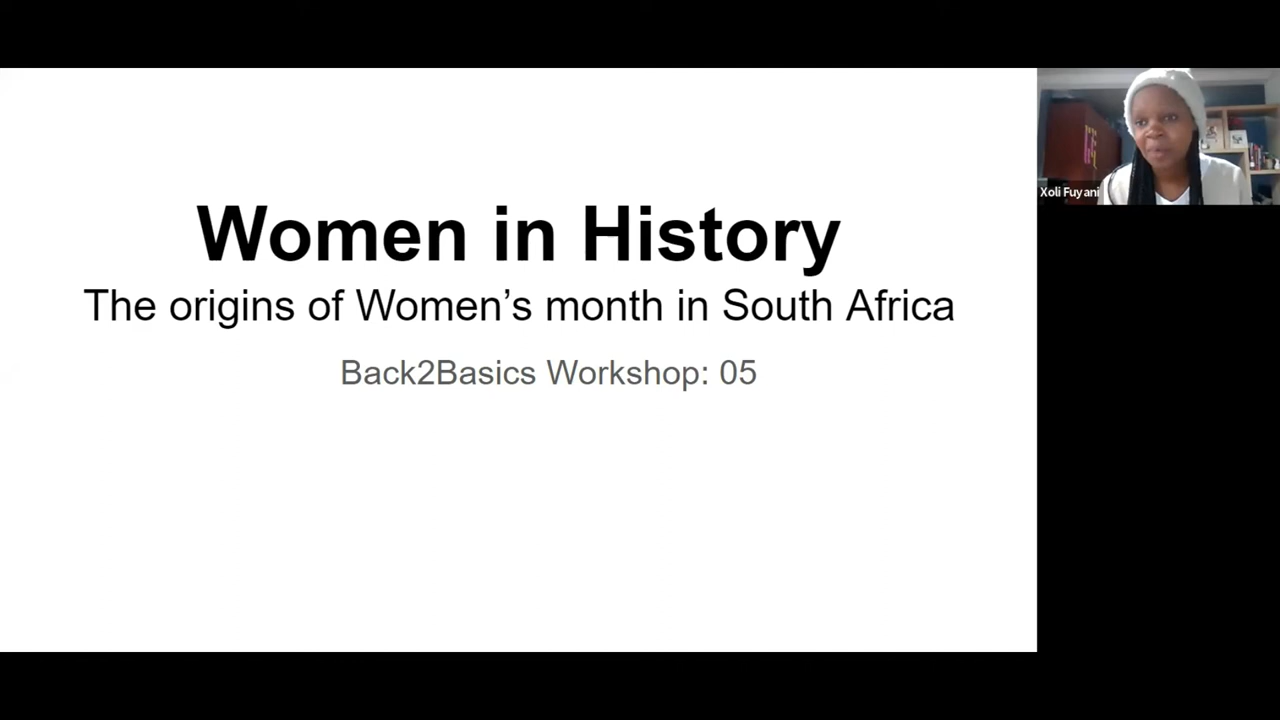 Women in History
The origins of Women’s month in South Africa
Back2Basics Workshop: 05
Xoli Fuyani